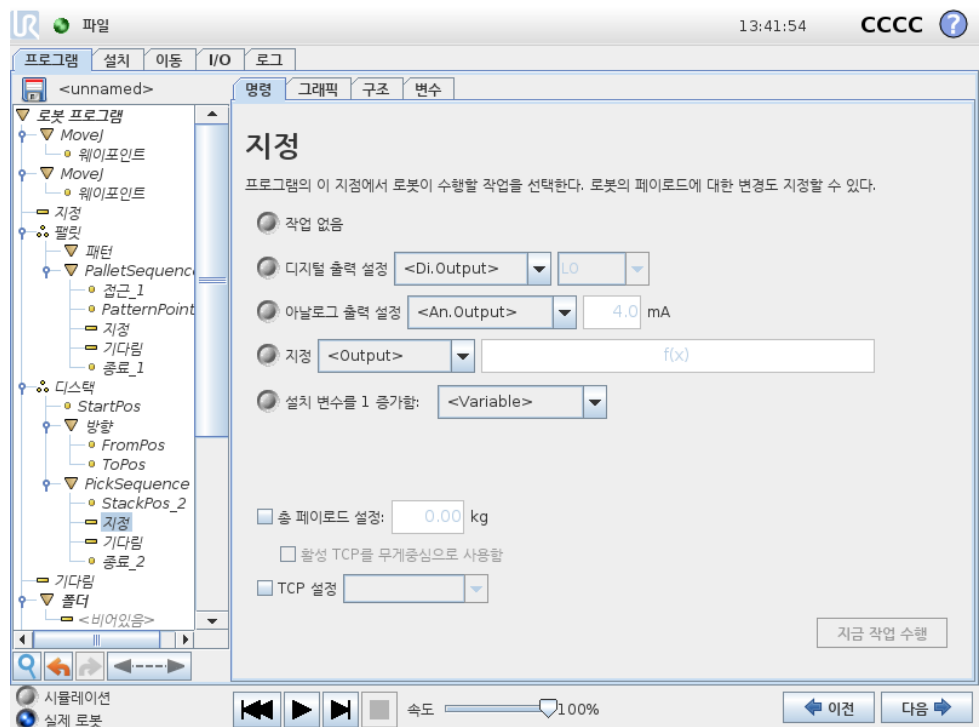 UR 파일 13:41:54 CCCC ?
프로그램 설치 이동 I/O 로그
<unnamed>
명령 그래픽 구조 변수
로봇 프로그램
MoveJ
웨이포인트
MoveJ
웨이포인트
지정
팔릿
패턴
PalletSequenc
접근_1
PatternPoint
지정
기다림
종료_1
디스택
StartPos
방향
FromPos
ToPos
PickSequence
StackPos_2
지정
기다림
종료_2
기다림
폴더
<비어있음>
지정
프로그램의 이 지점에서 로봇이 수행할 작업을 선택한다. 로봇의 페이로드에 대한 변경도 지정할 수 있다.
작업 없음
디지털 출력 설정 <Di.Output> LO
아날로그 출력 설정 <An.Output> 4.0 mA
지정 <Output> f(x)
설치 변수를 1 증가함: <Variable>
총 페이로드 설정: 0.00 kg
활성 TCP를 무게중심으로 사용함
TCP 설정
지금 작업 수행
시뮬레이션
실제 로봇
속도 100%
이전 다음